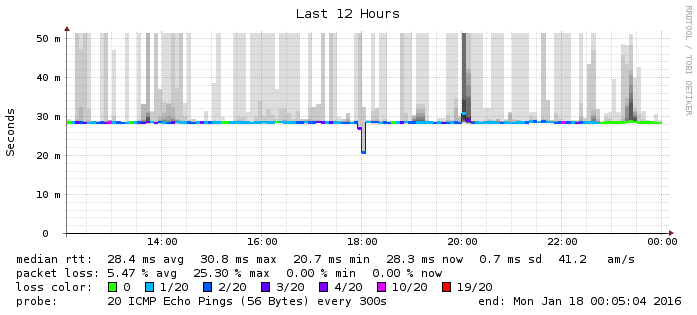 Last 12 Hours
RRDTOOL / TOBI OETIKER
Seconds
50 m
40 m
30 m
20 m
10 m
0
14:00 16:00 18:00 20:00 22:00 00:00
median rtt: 28.4 ms avg 30.8 ms max 20.7 ms min 28.3 ms now 0.7 ms sd 41.2 am/s
packet loss: 5.47 % avg 25.30 % max 0.00 % min 0.00 % now
loss color: 0 1/20 2/20 3/20 4/20 10/20 19/20
probe: 20 ICMP Echo Pings (56 Bytes) every 300s end: Mon Jan 18 00:05:04 2016